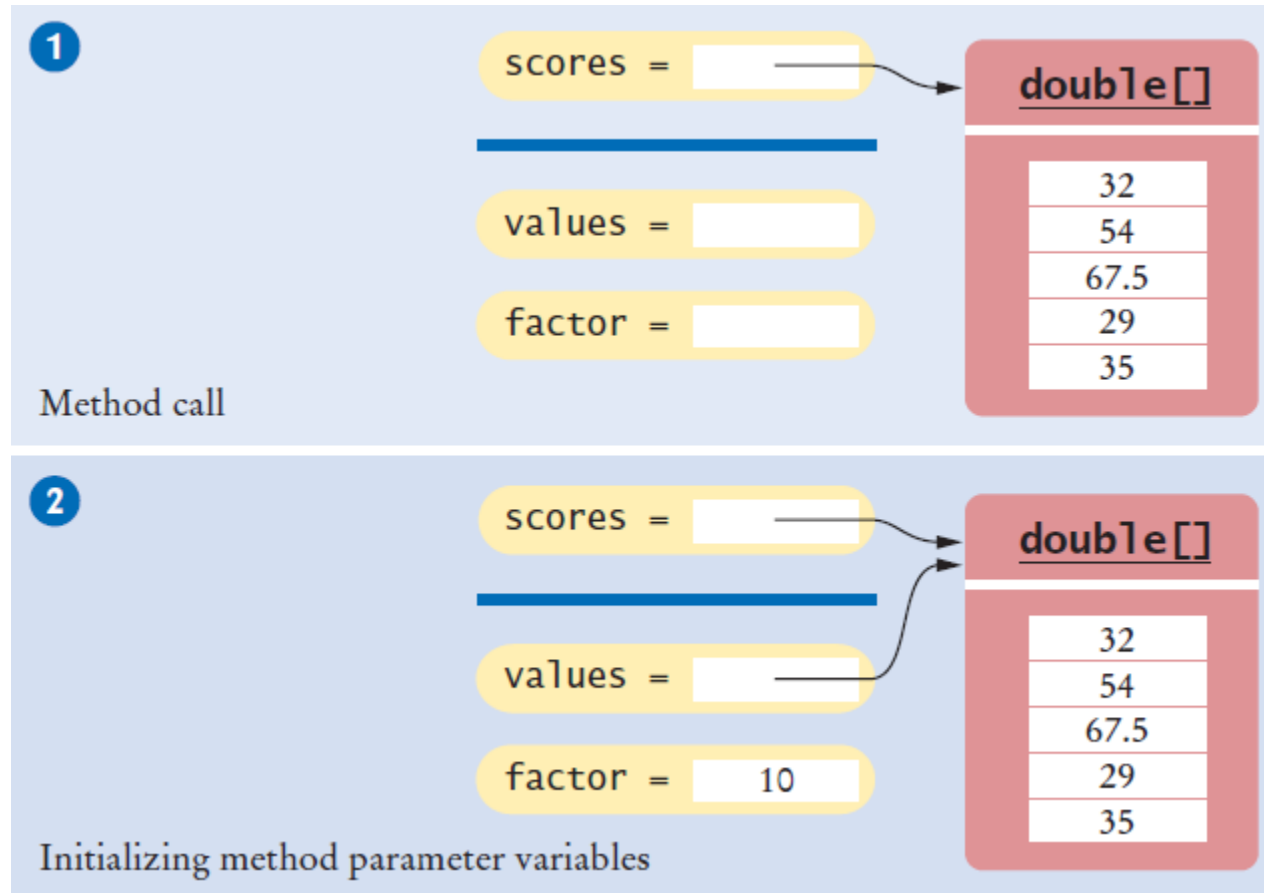 1
scores =
double[]
values =
factor =
32
54
67.5
29
35
Method call
2
scores =
double[]
values =
factor = 10
32
54
67.5
29
35
Initializing method parameter variables